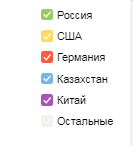 Россия
США
Германия
Казахстан
Китай
Остальные